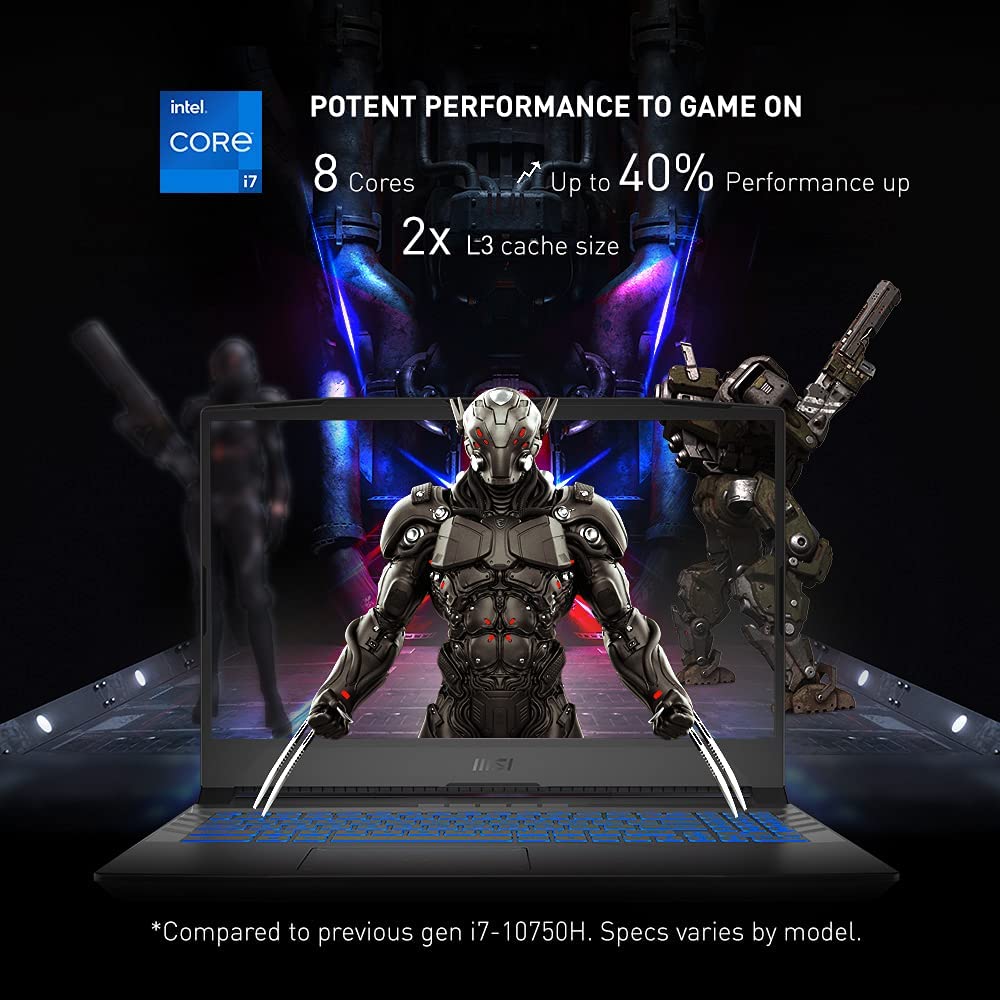 intel.
CORE
i7
POTENT PERFORMANCE TO GAME ON
8 Cores
Up to 40% Performance up
2x L3 cache size
msi
*Compared to previous gen i7-10750H. Specs varies by model.